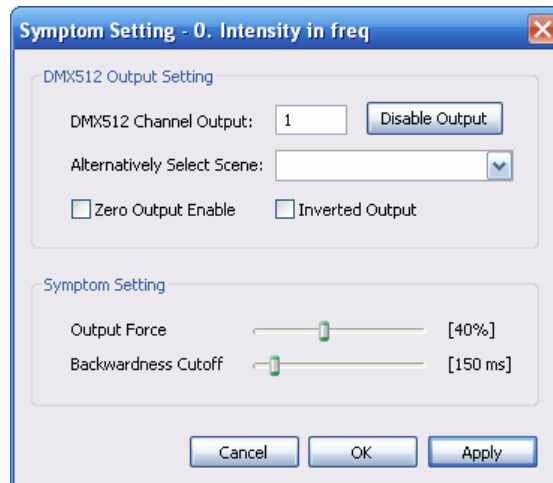 Symptom Setting - 0. Intensity in freq
DMX512 Output Setting
DMX512 Channel Output: 1 Disable Output
Alternatively Select Scene:
Zero Output Enable Inverted Output
Symptom Setting
Output Force [40%]
Backwardness Cutoff [150 ms]
Cancel OK Apply